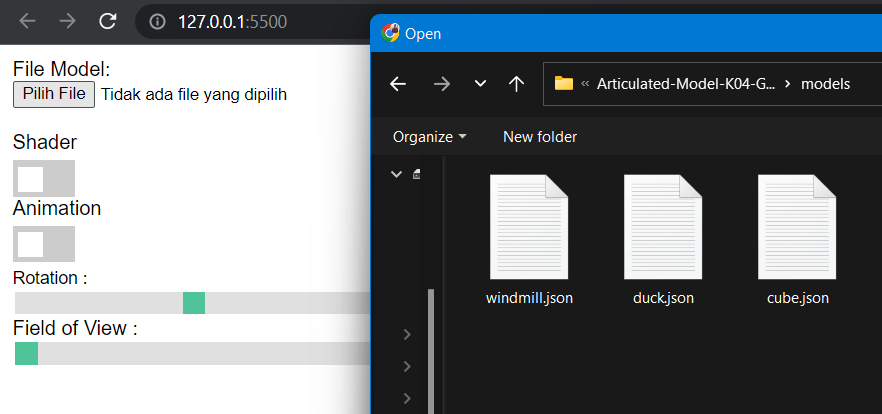 127.0.0.1:5500
File Model:
Pilih File Tidak ada file yang dipilih
Shader
Animation
Rotation :
Field of View :
Open
« Articulated-Model-K04-G... > models
Organize
New folder
windmill.json
duck.json
cube.json